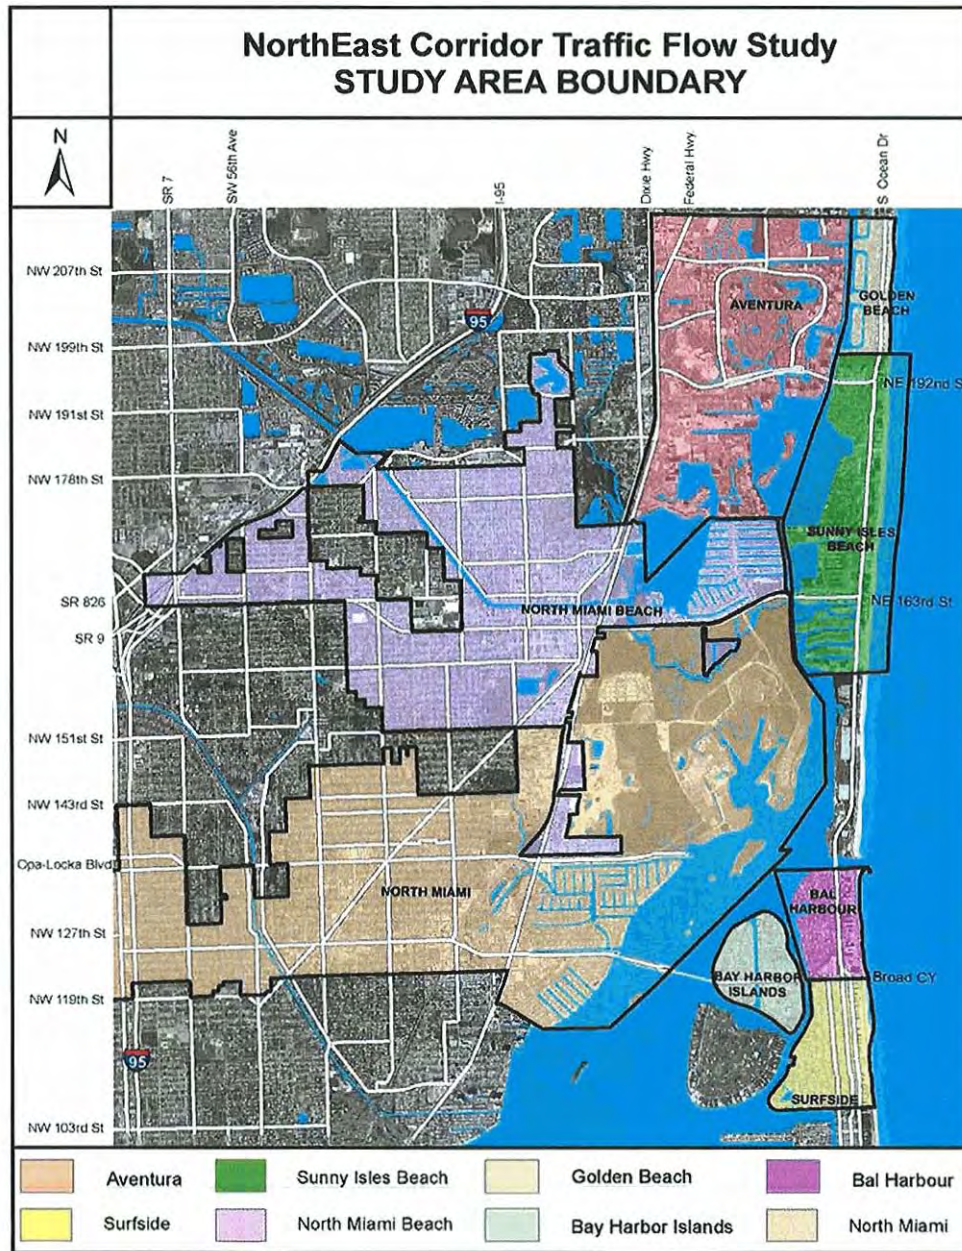 NorthEast Corridor Traffic Flow Study
STUDY AREA BOUNDARY
N
SR 7
SW 56th Ave
I-95
Dixie Hwy
Federal Hwy.
S Ocean Dr
NW 207th St
AVENTURA
GOLDEN
BEACH
95
NW 199th St
NE 192nd S
NW 191st St
NW 178th St
SUNNY ISLES
BEACH
SR 826
NORTH MIAMI BEACH
NE 163rd St
SR 9
NW 151st St
NW 143rd St
Opa-Locka Blvd
NORTH MIAMI
BAL
HARBOUR
NW 127th St
BAY HARBOR
ISLANDS
Broad CY
NW 119th St
95
SURFSIDE
NW 103rd St
Aventura
Sunny Isles Beach
Golden Beach
Bal Harbour
Surfside
North Miami Beach
Bay Harbor Islands
North Miami